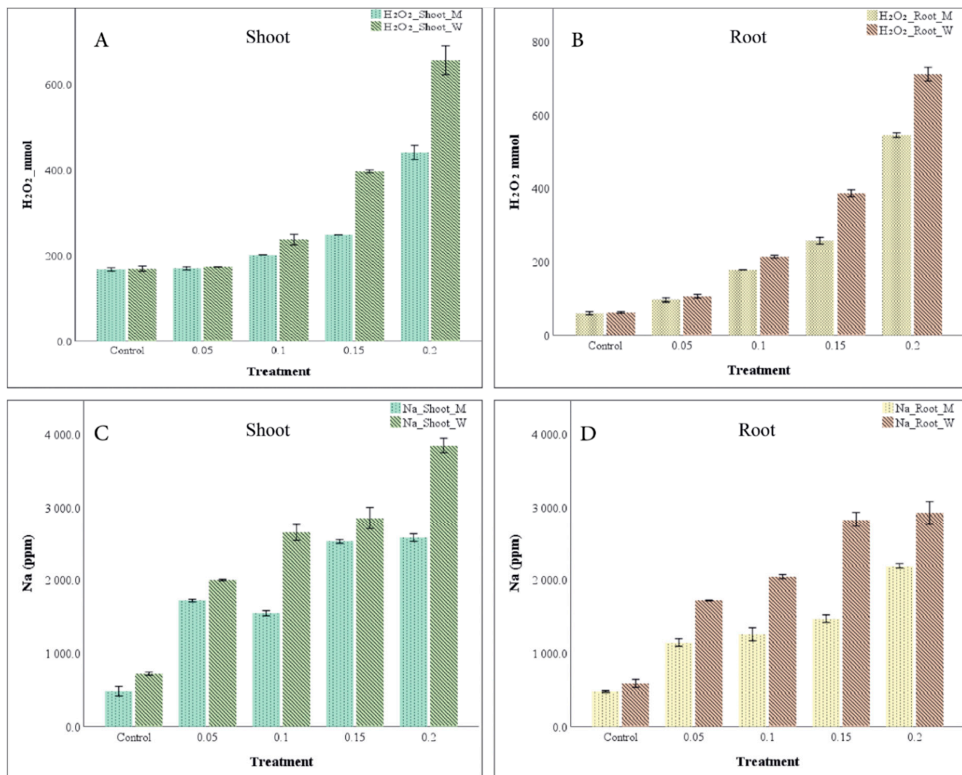 A
Shoot
H₂O₂_Shoot_M
H₂O₂_Shoot_W
H₂O₂_mmol
600.0
400.0
200.0
0.0
Control 0.05 0.1 0.15 0.2
Treatment
B
Root
H₂O₂_Root_M
H₂O₂_Root_W
H₂O₂ mmol
800
600
400
200
0
Control 0.05 0.1 0.15 0.2
Treatment
C
Shoot
Na_Shoot_M
Na_Shoot_W
Na (ppm)
4 000.0
3 000.0
2 000.0
1 000.0
0.0
Control 0.05 0.1 0.15 0.2
Treatment
D
Root
Na_Root_M
Na_Root_W
Na (ppm)
4 000.0
3 000.0
2 000.0
1 000.0
0.0
Control 0.05 0.1 0.15 0.2
Treatment